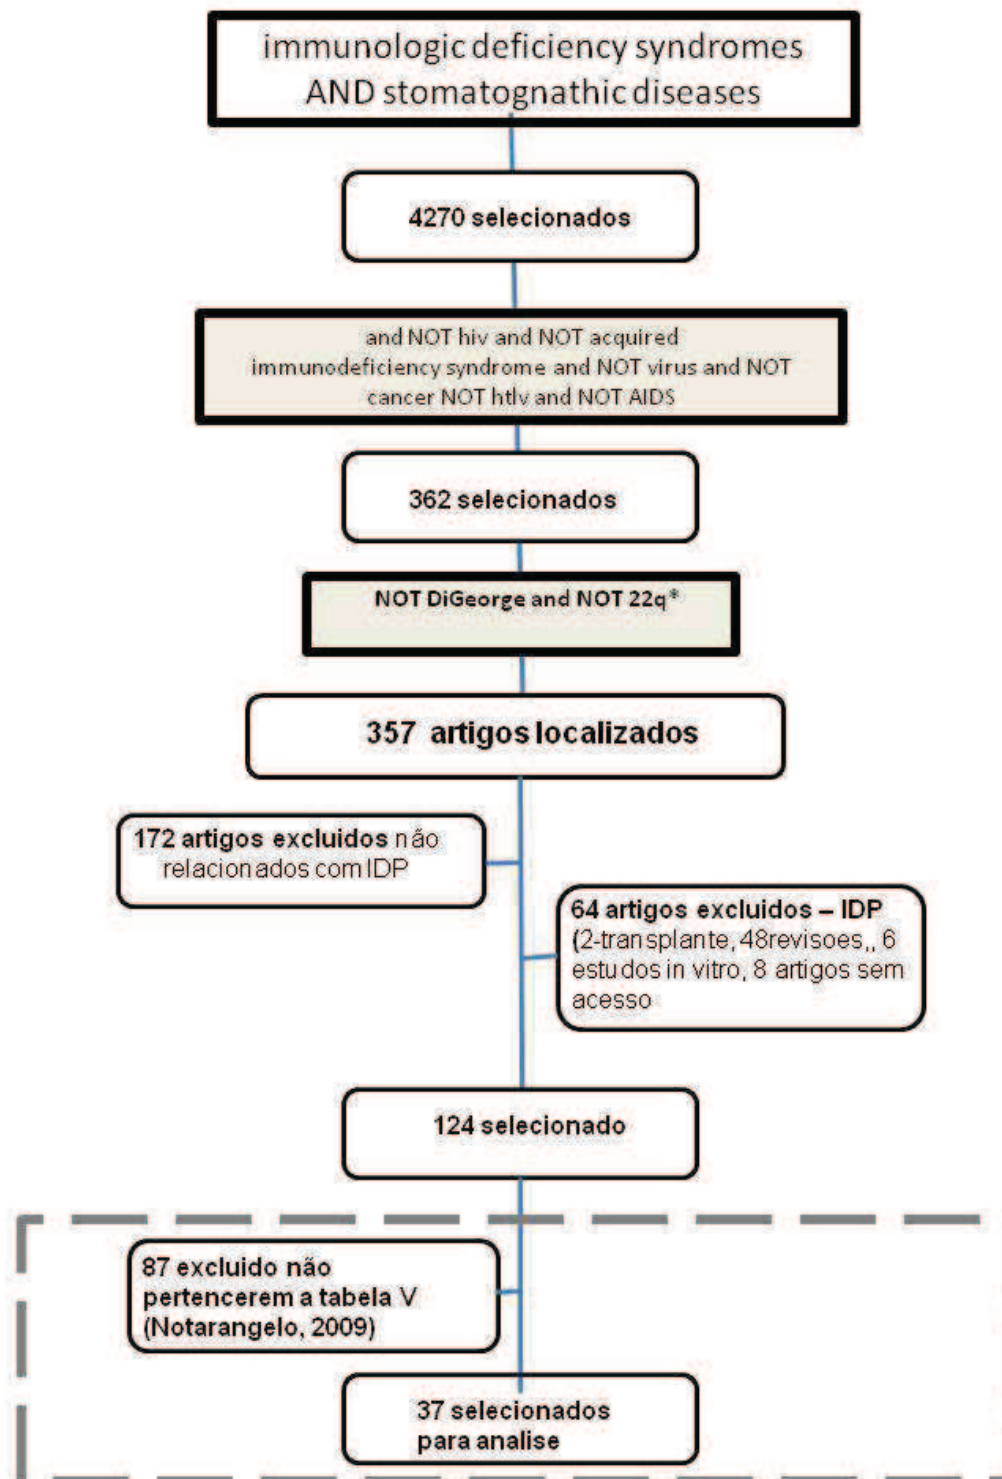 immunologic deficiency syndromes
AND stomatognathic diseases
4270 selecionados
and NOT hiv and NOT acquired
immunodeficiency syndrome and NOT virus and NOT
cancer NOT htlv and NOT AIDS
362 selecionados
NOT DiGeorge and NOT 22q*
357 artigos localizados
172 artigos excluidos não
relacionados com IDP
64 artigos excluidos – IDP
(2-transplante, 48revisoes,, 6
estudos in vitro, 8 artigos sem
acesso
124 selecionado
87 excluido não
pertencerem a tabela V
(Notarangelo, 2009)
37 selecionados
para analise